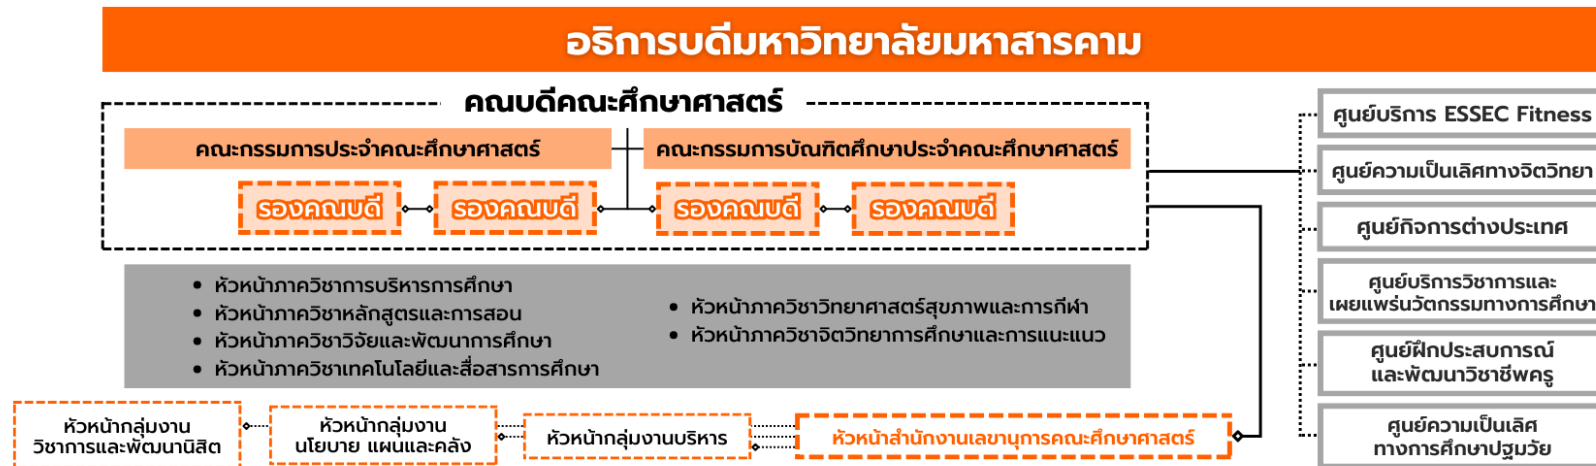 อธิการบดีมหาวิทยาลัยมหาสารคาม
คณบดีคณะศึกษาศาสตร์
คณะกรรมการประจำคณะศึกษาศาสตร์
คณะกรรมการบัณฑิตศึกษาประจำคณะศึกษาศาสตร์
รองคณบดี
รองคณบดี
รองคณบดี
รองคณบดี
• หัวหน้าภาควิชาการบริหารการศึกษา
• หัวหน้าภาควิชาหลักสูตรและการสอน
• หัวหน้าภาควิชาวิจัยและพัฒนาการศึกษา
• หัวหน้าภาควิชาเทคโนโลยีและสื่อสารการศึกษา
• หัวหน้าภาควิชาวิทยาศาสตร์สุขภาพและการกีฬา
• หัวหน้าภาควิชาจิตวิทยาการศึกษาและการแนะแนว
หัวหน้ากลุ่มงาน
วิชาการและพัฒนานิสิต
หัวหน้ากลุ่มงาน
นโยบาย แผนและคลัง
หัวหน้ากลุ่มงานบริหาร
หัวหน้าสำนักงานเลขานุการคณะศึกษาศาสตร์
ศูนย์บริการ ESSEC Fitness
ศูนย์ความเป็นเลิศทางจิตวิทยา
ศูนย์กิจการต่างประเทศ
ศูนย์บริการวิชาการและ
เผยแพร่นวัตกรรมทางการศึกษา
ศูนย์ฝึกประสบการณ์
และพัฒนาวิชาชีพครู
ศูนย์ความเป็นเลิศ
ทางการศึกษาปฐมวัย